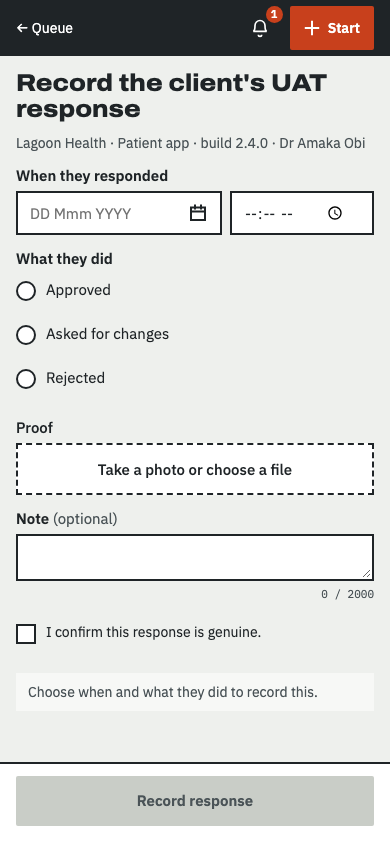 ← Queue
1
+ Start
Record the client's UAT
response
Lagoon Health · Patient app · build 2.4.0 · Dr Amaka Obi
When they responded
DD Mmm YYYY
--:-- --
What they did
Approved
Asked for changes
Rejected
Proof
Take a photo or choose a file
Note (optional)
0 / 2000
I confirm this response is genuine.
Choose when and what they did to record this.
Record response